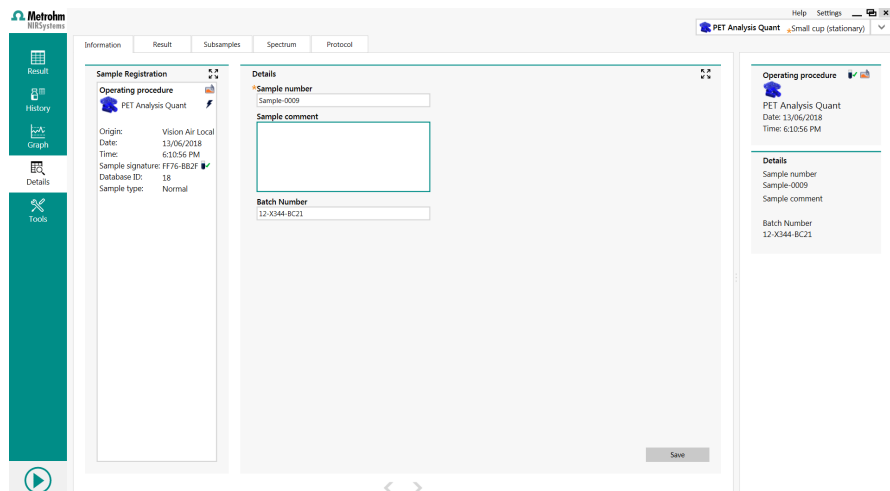 Metrohm
NIRSystems
Help Settings
PET Analysis Quant Small cup (stationary)
Information Result Subsamples Spectrum Protocol
Result
History
Graph
Details
Tools
Sample Registration
Operating procedure
PET Analysis Quant
Origin: Vision Air Local
Date: 13/06/2018
Time: 6:10:56 PM
Sample signature: FF76-BB2F
Database ID: 18
Sample type: Normal
Details
*Sample number
Sample-0009
Sample comment
Batch Number
12-X344-BC21
Save
Operating procedure
PET Analysis Quant
Date: 13/06/2018
Time: 6:10:56 PM
Details
Sample number
Sample-0009
Sample comment
Batch Number
12-X344-BC21